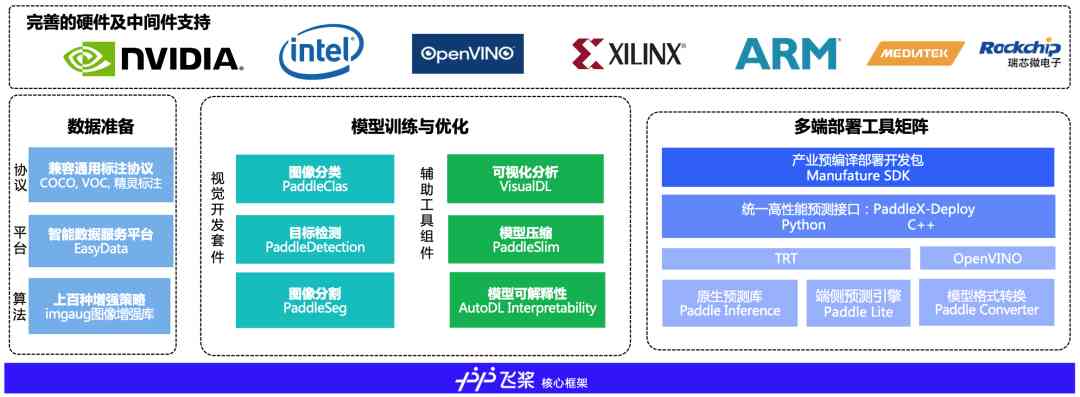 完善的硬件及中间件支持
NVIDIA.
intel
OpenVINO
XILINX
ARM
MEDIATEK
Rockchip
瑞芯微电子
数据准备
协议
兼容通用标注协议
COCO, VOC, 精灵标注
平台
智能数据服务平台
EasyData
算法
上百种增强策略
imgaug图像增强库
模型训练与优化
视觉开发套件
图像分类
PaddleClas
目标检测
PaddleDetection
图像分割
PaddleSeg
辅助工具组件
可视化分析
VisualDL
模型压缩
PaddleSlim
模型可解释性
AutoDL Interpretability
多端部署工具矩阵
产业预编译部署开发包
Manufature SDK
统一高性能预测接口：PaddleX-Deploy
Python C++
TRT
OpenVINO
原生预测库
Paddle Inference
端侧预测引擎
Paddle Lite
模型格式转换
Paddle Converter
飞桨 核心框架